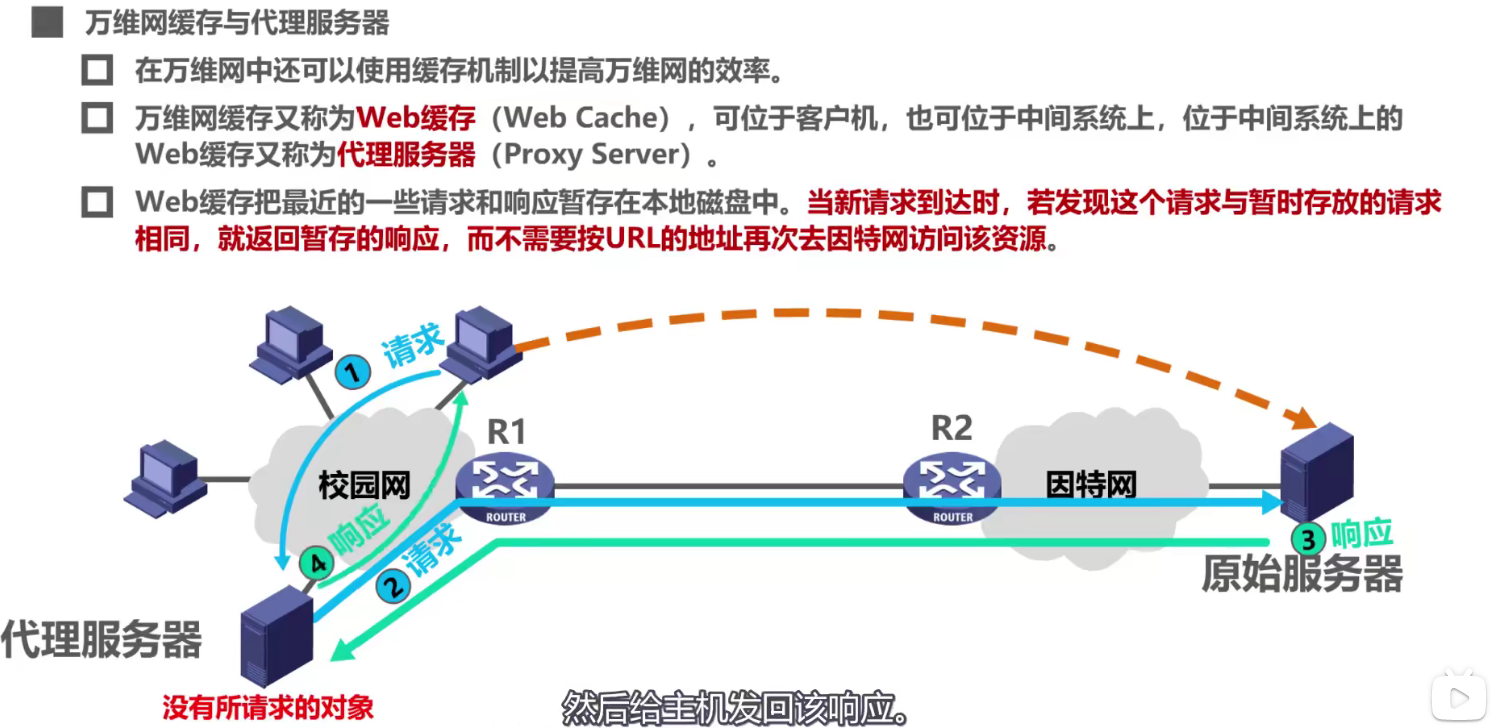 万维网缓存与代理服务器
在万维网中还可以使用缓存机制以提高万维网的效率。
万维网缓存又称为Web缓存（Web Cache），可位于客户机，也可位于中间系统上，位于中间系统上的
Web缓存又称为代理服务器（Proxy Server）。
Web缓存把最近的一些请求和响应暂存在本地磁盘中。当新请求到达时，若发现这个请求与暂时存放的请求
相同，就返回暂存的响应，而不需要按URL的地址再次去因特网访问该资源。
1 请求
R1
R2
校园网
因特网
ROUTER
ROUTER
4 响应
2 请求
3 响应
原始服务器
代理服务器
没有所请求的对象
然后给主机发回该响应。